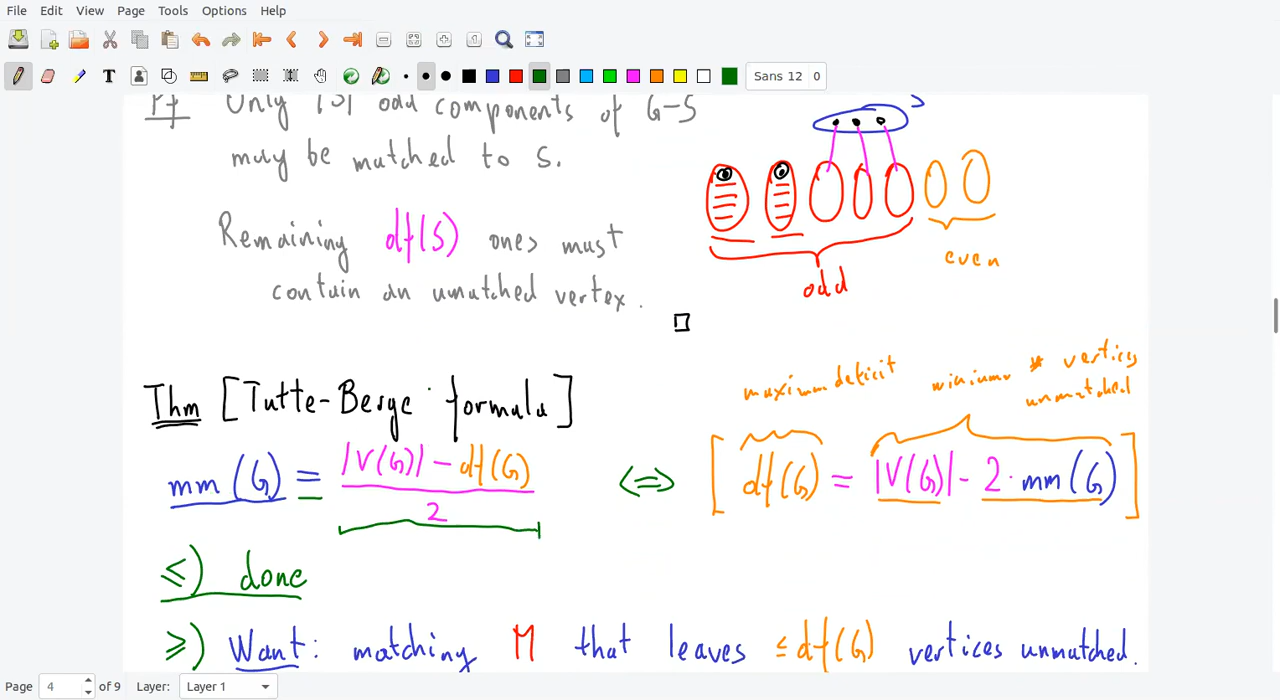 File Edit View Page Tools Options Help
Sans 12 0
Pf Only |S| odd components of G-S
may be matched to S.
Remaining df(S) ones must
contain an unmatched vertex.
S
odd
even
Thm [Tutte-Berge formula]
maximum deficit
minimum # vertices
unmatched
mm(G) = |V(G)| - df(G)
2
<=> [ df(G) = |V(G)| - 2·mm(G) ]
≤) done
≥) Want: matching M that leaves ≤ df(G) vertices unmatched.
Page 4 of 9 Layer: Layer 1